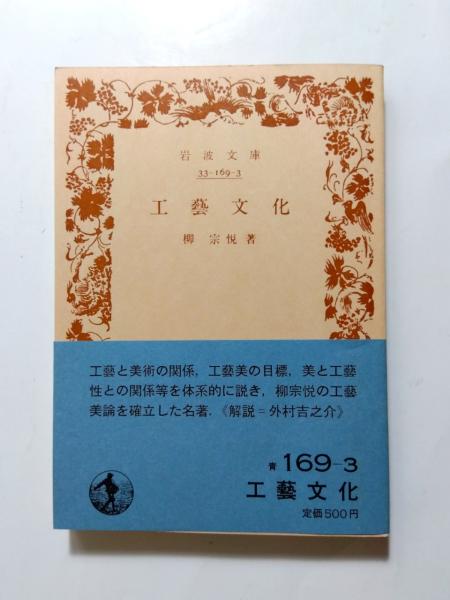 岩波文庫
33-169-3
工藝文化
柳宗悦著
工藝と美術の関係，工藝美の目標，美と工藝
性との関係等を体系的に説き，柳宗悦の工藝
美論を確立した名著．《解説＝外村吉之介》
青 169-3
工藝文化
定価500円